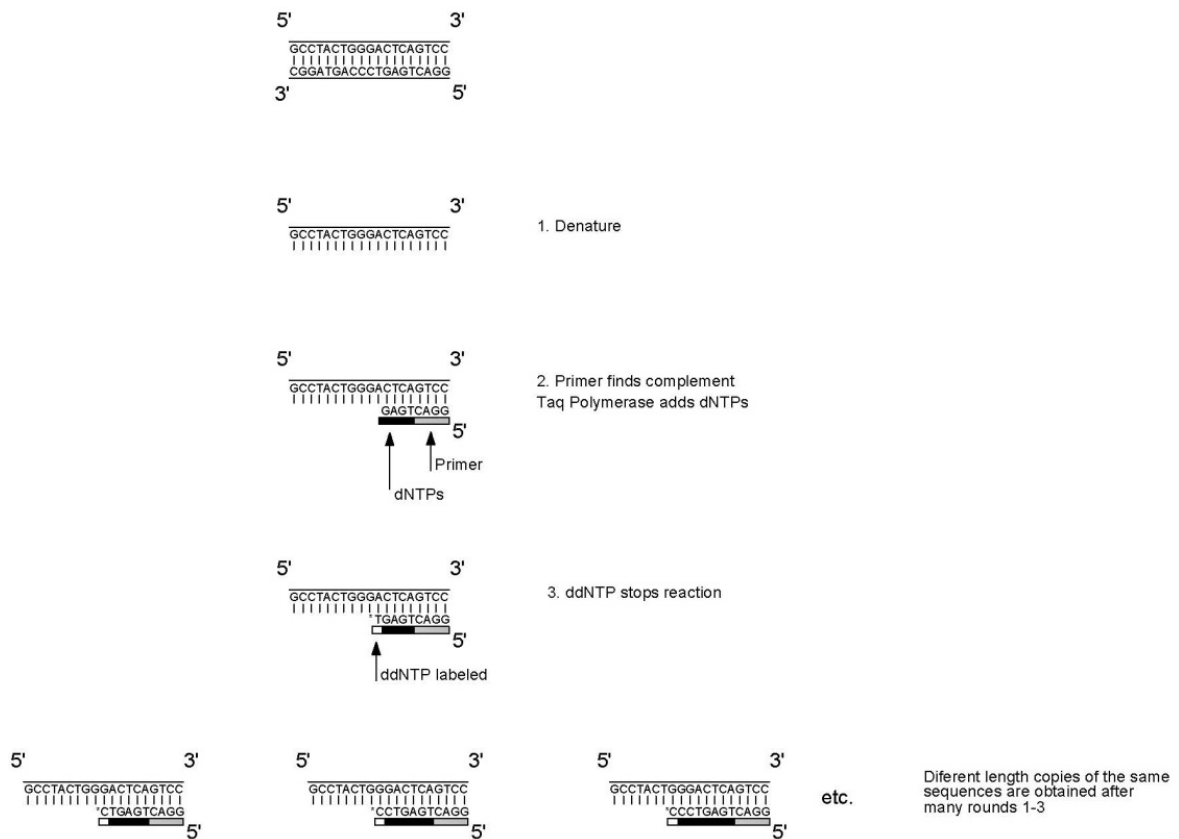 5' 3'
GCCTACTGGGACTCAGTCC
CGGATGACCCTGAGTCAGG
3' 5'
5' 3'
GCCTACTGGGACTCAGTCC
1. Denature
5' 3'
GCCTACTGGGACTCAGTCC
GAGTCAGG
5'
2. Primer finds complement
Taq Polymerase adds dNTPs
Primer
dNTPs
5' 3'
GCCTACTGGGACTCAGTCC
*TGAGTCAGG
5'
3. ddNTP stops reaction
ddNTP labeled
5' 3' 5' 3' 5' 3'
GCCTACTGGGACTCAGTCC GCCTACTGGGACTCAGTCC GCCTACTGGGACTCAGTCC
*CTGAGTCAGG *CCTGAGTCAGG *CCCTGAGTCAGG
5' 5' 5'
etc.
Diferent length copies of the same
sequences are obtained after
many rounds 1-3